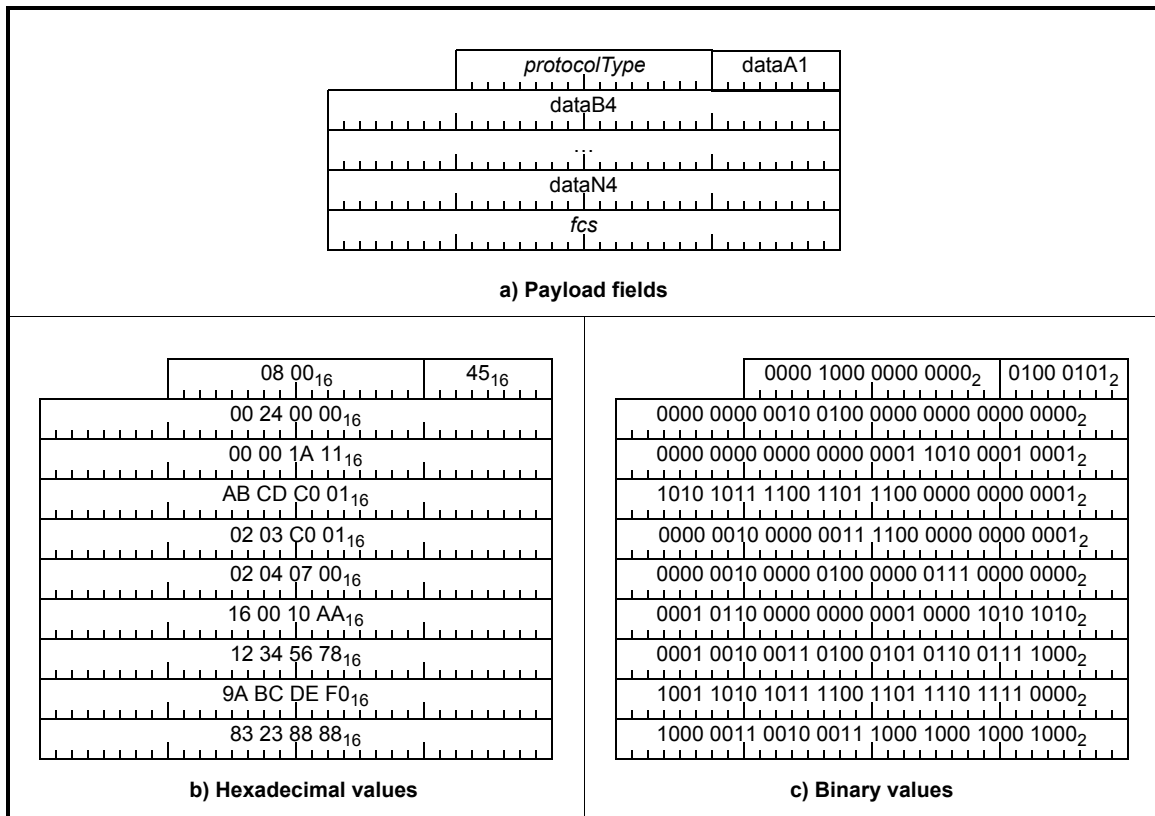 protocolType dataA1
dataB4
...
dataN4
fcs
a) Payload fields
08 00₁₆ 45₁₆
00 24 00 00₁₆
00 00 1A 11₁₆
AB CD C0 01₁₆
02 03 C0 01₁₆
02 04 07 00₁₆
16 00 10 AA₁₆
12 34 56 78₁₆
9A BC DE F0₁₆
83 23 88 88₁₆
b) Hexadecimal values
0000 1000 0000 0000₂ 0100 0101₂
0000 0000 0010 0100 0000 0000 0000 0000₂
0000 0000 0000 0000 0001 1010 0001 0001₂
1010 1011 1100 1101 1100 0000 0000 0001₂
0000 0010 0000 0011 1100 0000 0000 0001₂
0000 0010 0000 0100 0000 0111 0000 0000₂
0001 0110 0000 0000 0001 0000 1010 1010₂
0001 0010 0011 0100 0101 0110 0111 1000₂
1001 1010 1011 1100 1101 1110 1111 0000₂
1000 0011 0010 0011 1000 1000 1000 1000₂
c) Binary values